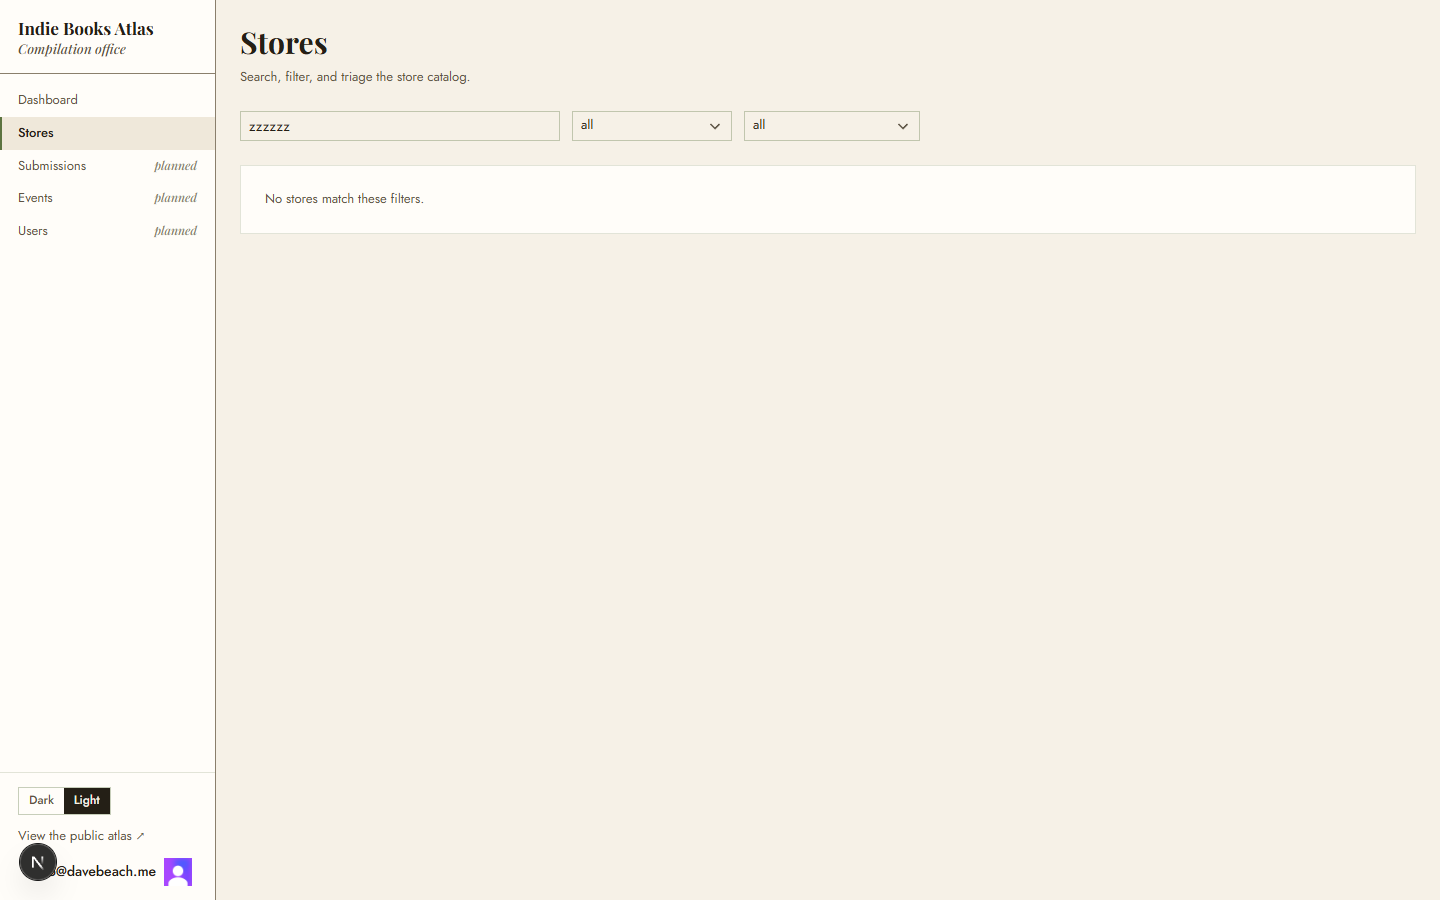 Indie Books Atlas
Compilation office
Dashboard
Stores
Submissions planned
Events planned
Users planned
Dark Light
View the public atlas ↗
N
@davebeach.me
Stores
Search, filter, and triage the store catalog.
zzzzzz all all
No stores match these filters.